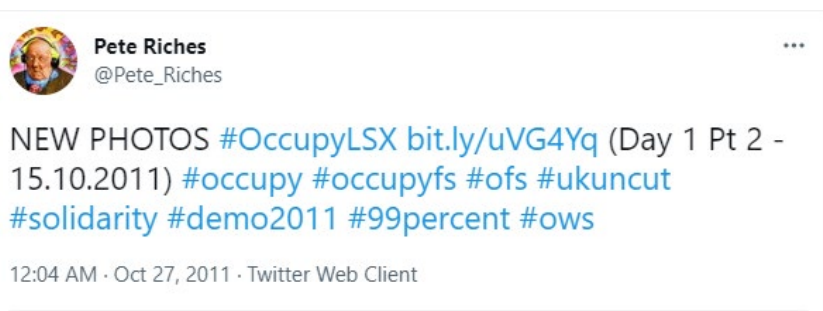 Pete Riches
@Pete_Riches
NEW PHOTOS #OccupyLSX bit.ly/uVG4Yq (Day 1 Pt 2 -
15.10.2011) #occupy #occupyfs #ofs #ukuncut
#solidarity #demo2011 #99percent #ows
12:04 AM · Oct 27, 2011 · Twitter Web Client